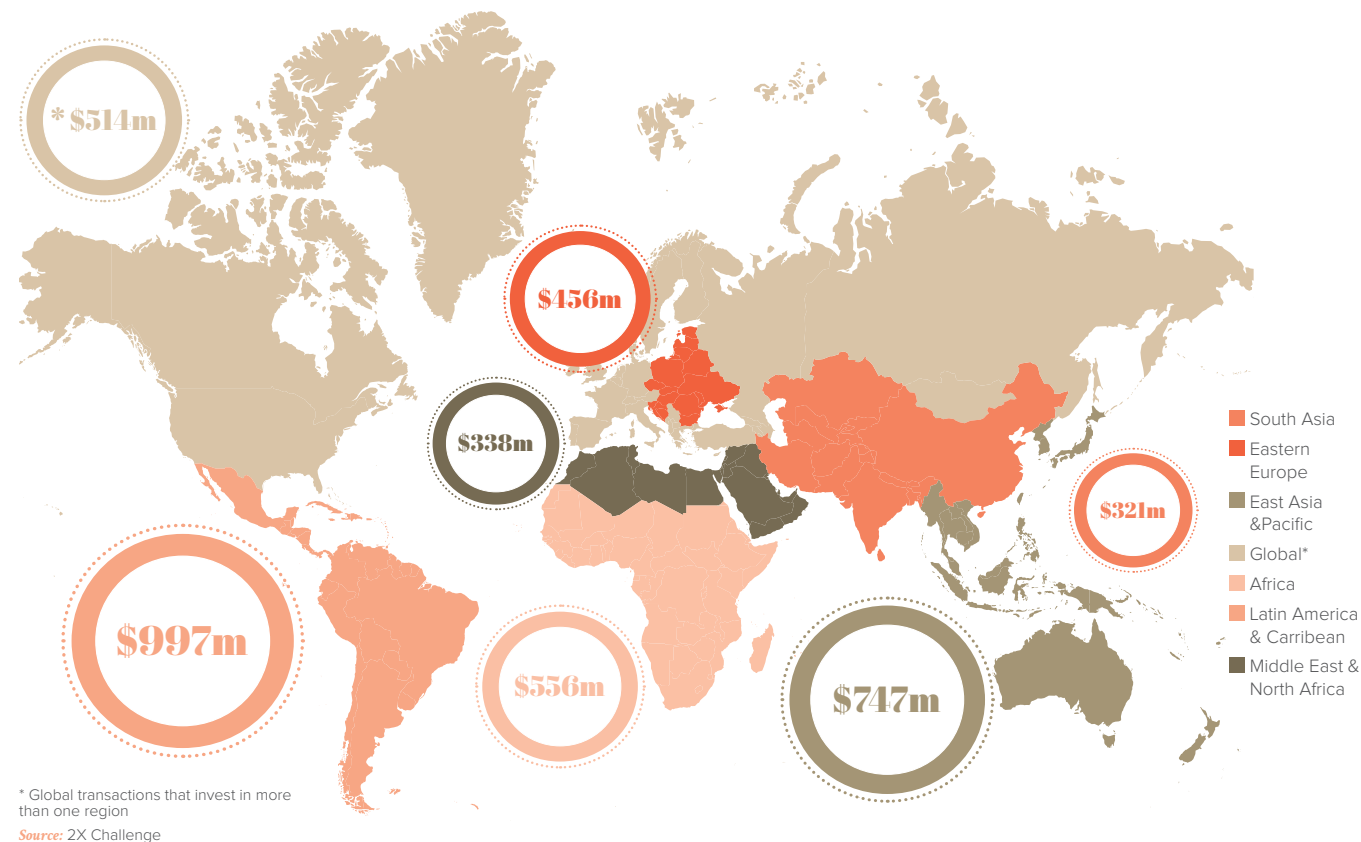 * $514m
$456m
$338m
$321m
$997m
$556m
$747m
South Asia
Eastern
Europe
East Asia
&Pacific
Global*
Africa
Latin America
& Carribean
Middle East &
North Africa
* Global transactions that invest in more
than one region
Source: 2X Challenge